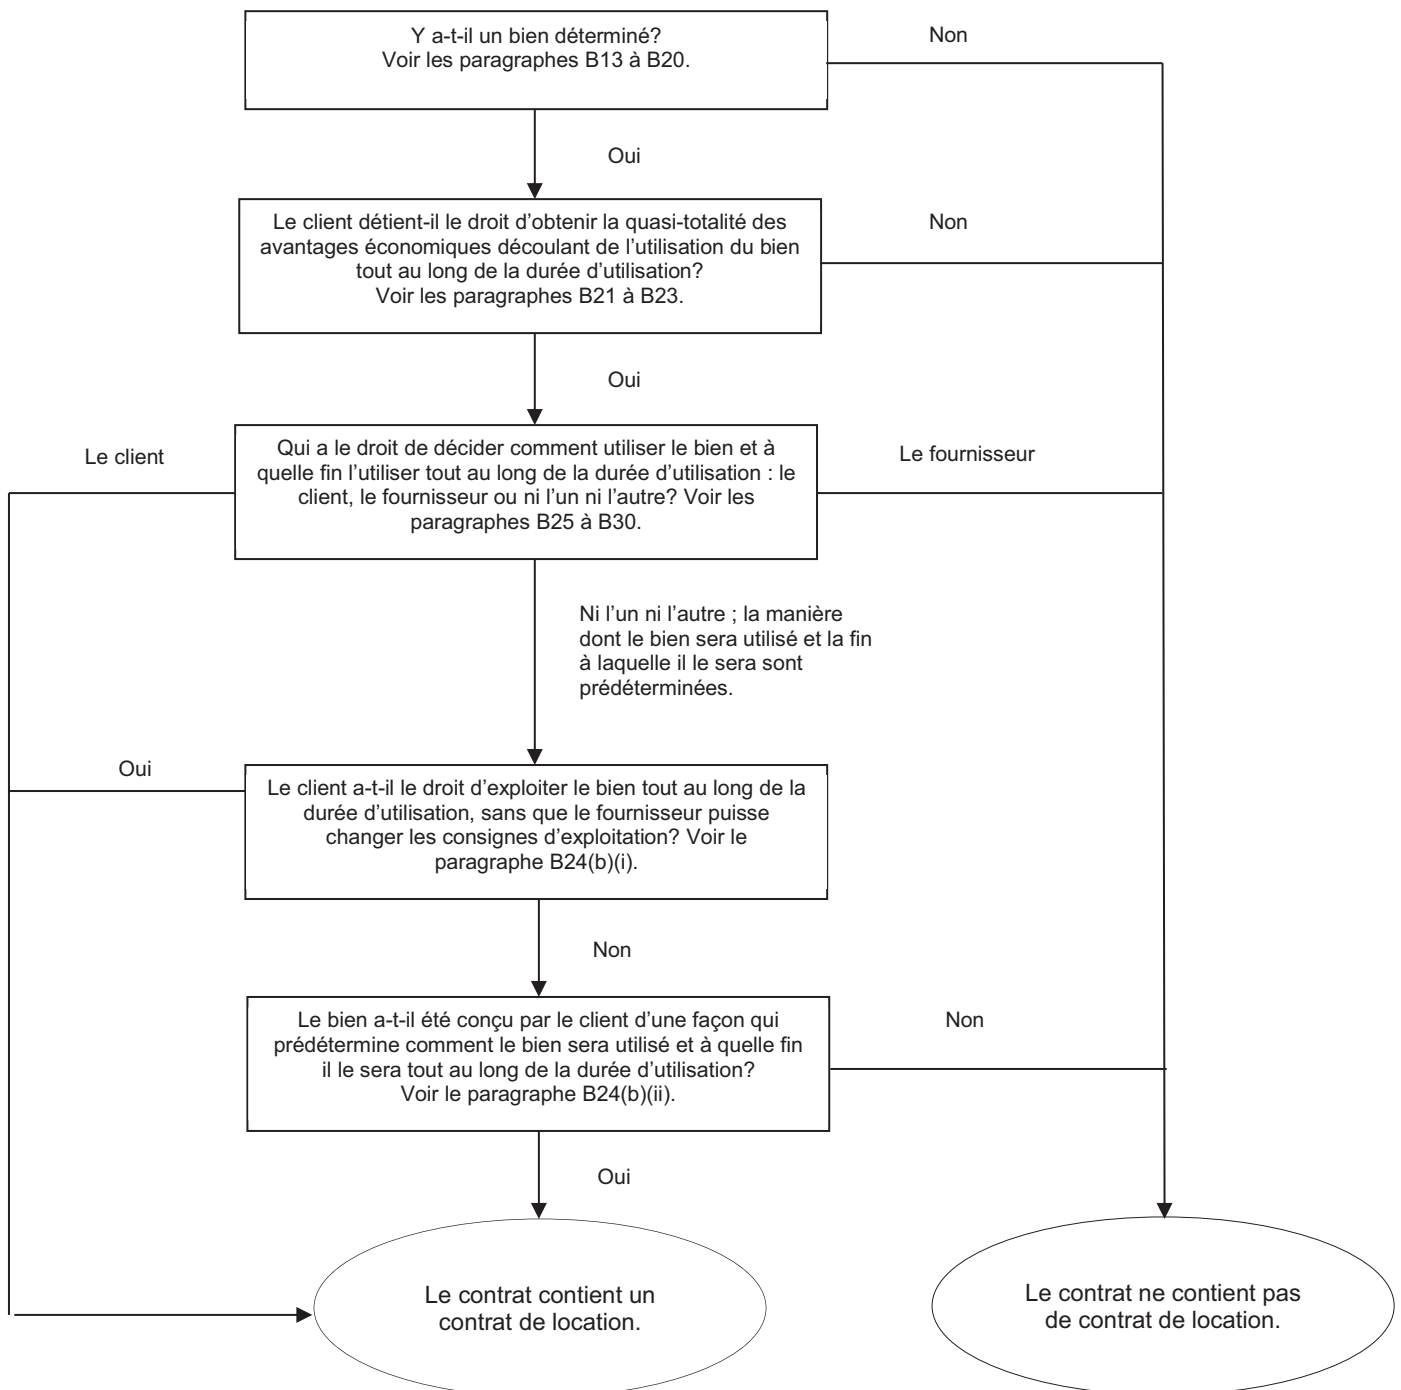 Y a-t-il un bien déterminé?
Voir les paragraphes B13 à B20.
Non
Oui
Le client détient-il le droit d'obtenir la quasi-totalité des
avantages économiques découlant de l'utilisation du bien
tout au long de la durée d'utilisation?
Voir les paragraphes B21 à B23.
Non
Oui
Le client
Qui a le droit de décider comment utiliser le bien et à
quelle fin l'utiliser tout au long de la durée d'utilisation : le
client, le fournisseur ou ni l'un ni l'autre? Voir les
paragraphes B25 à B30.
Le fournisseur
Ni l'un ni l'autre ; la manière
dont le bien sera utilisé et la fin
à laquelle il le sera sont
prédéterminées.
Oui
Le client a-t-il le droit d'exploiter le bien tout au long de la
durée d'utilisation, sans que le fournisseur puisse
changer les consignes d'exploitation? Voir le
paragraphe B24(b)(i).
Non
Le bien a-t-il été conçu par le client d'une façon qui
prédétermine comment le bien sera utilisé et à quelle fin
il le sera tout au long de la durée d'utilisation?
Voir le paragraphe B24(b)(ii).
Non
Oui
Le contrat contient un
contrat de location.
Le contrat ne contient pas
de contrat de location.